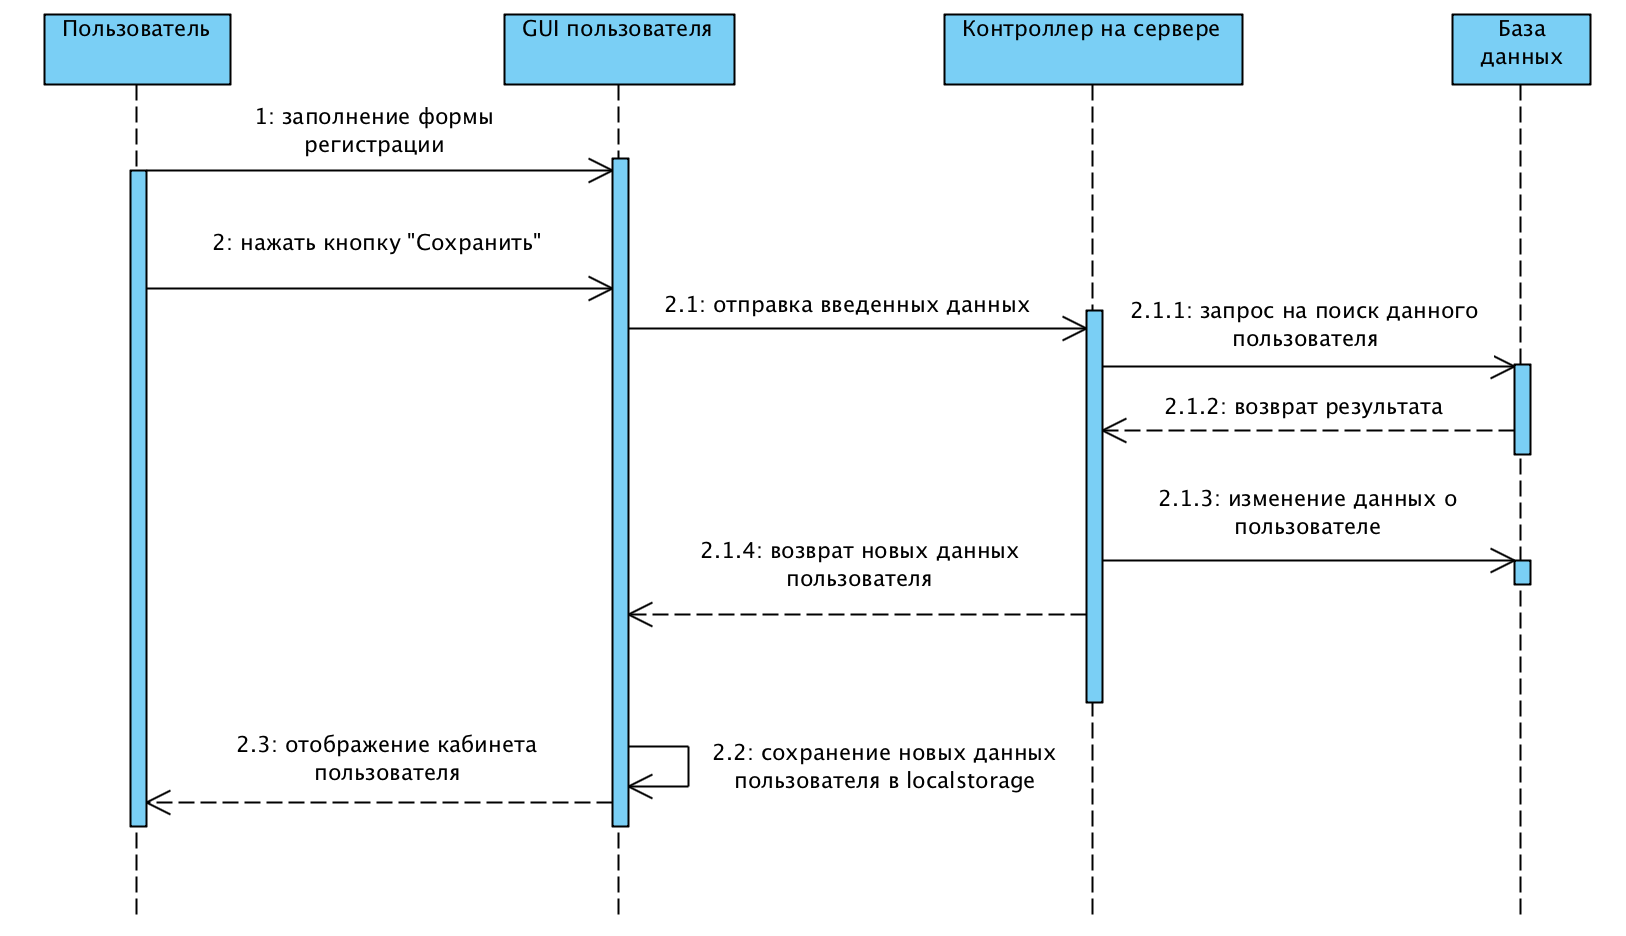 Пользователь
GUI пользователя
Контроллер на сервере
База
данных
1: заполнение формы
регистрации
2: нажать кнопку "Сохранить"
2.1: отправка введенных данных
2.1.1: запрос на поиск данного
пользователя
2.1.2: возврат результата
2.1.3: изменение данных о
пользователе
2.1.4: возврат новых данных
пользователя
2.2: сохранение новых данных
пользователя в localstorage
2.3: отображение кабинета
пользователя